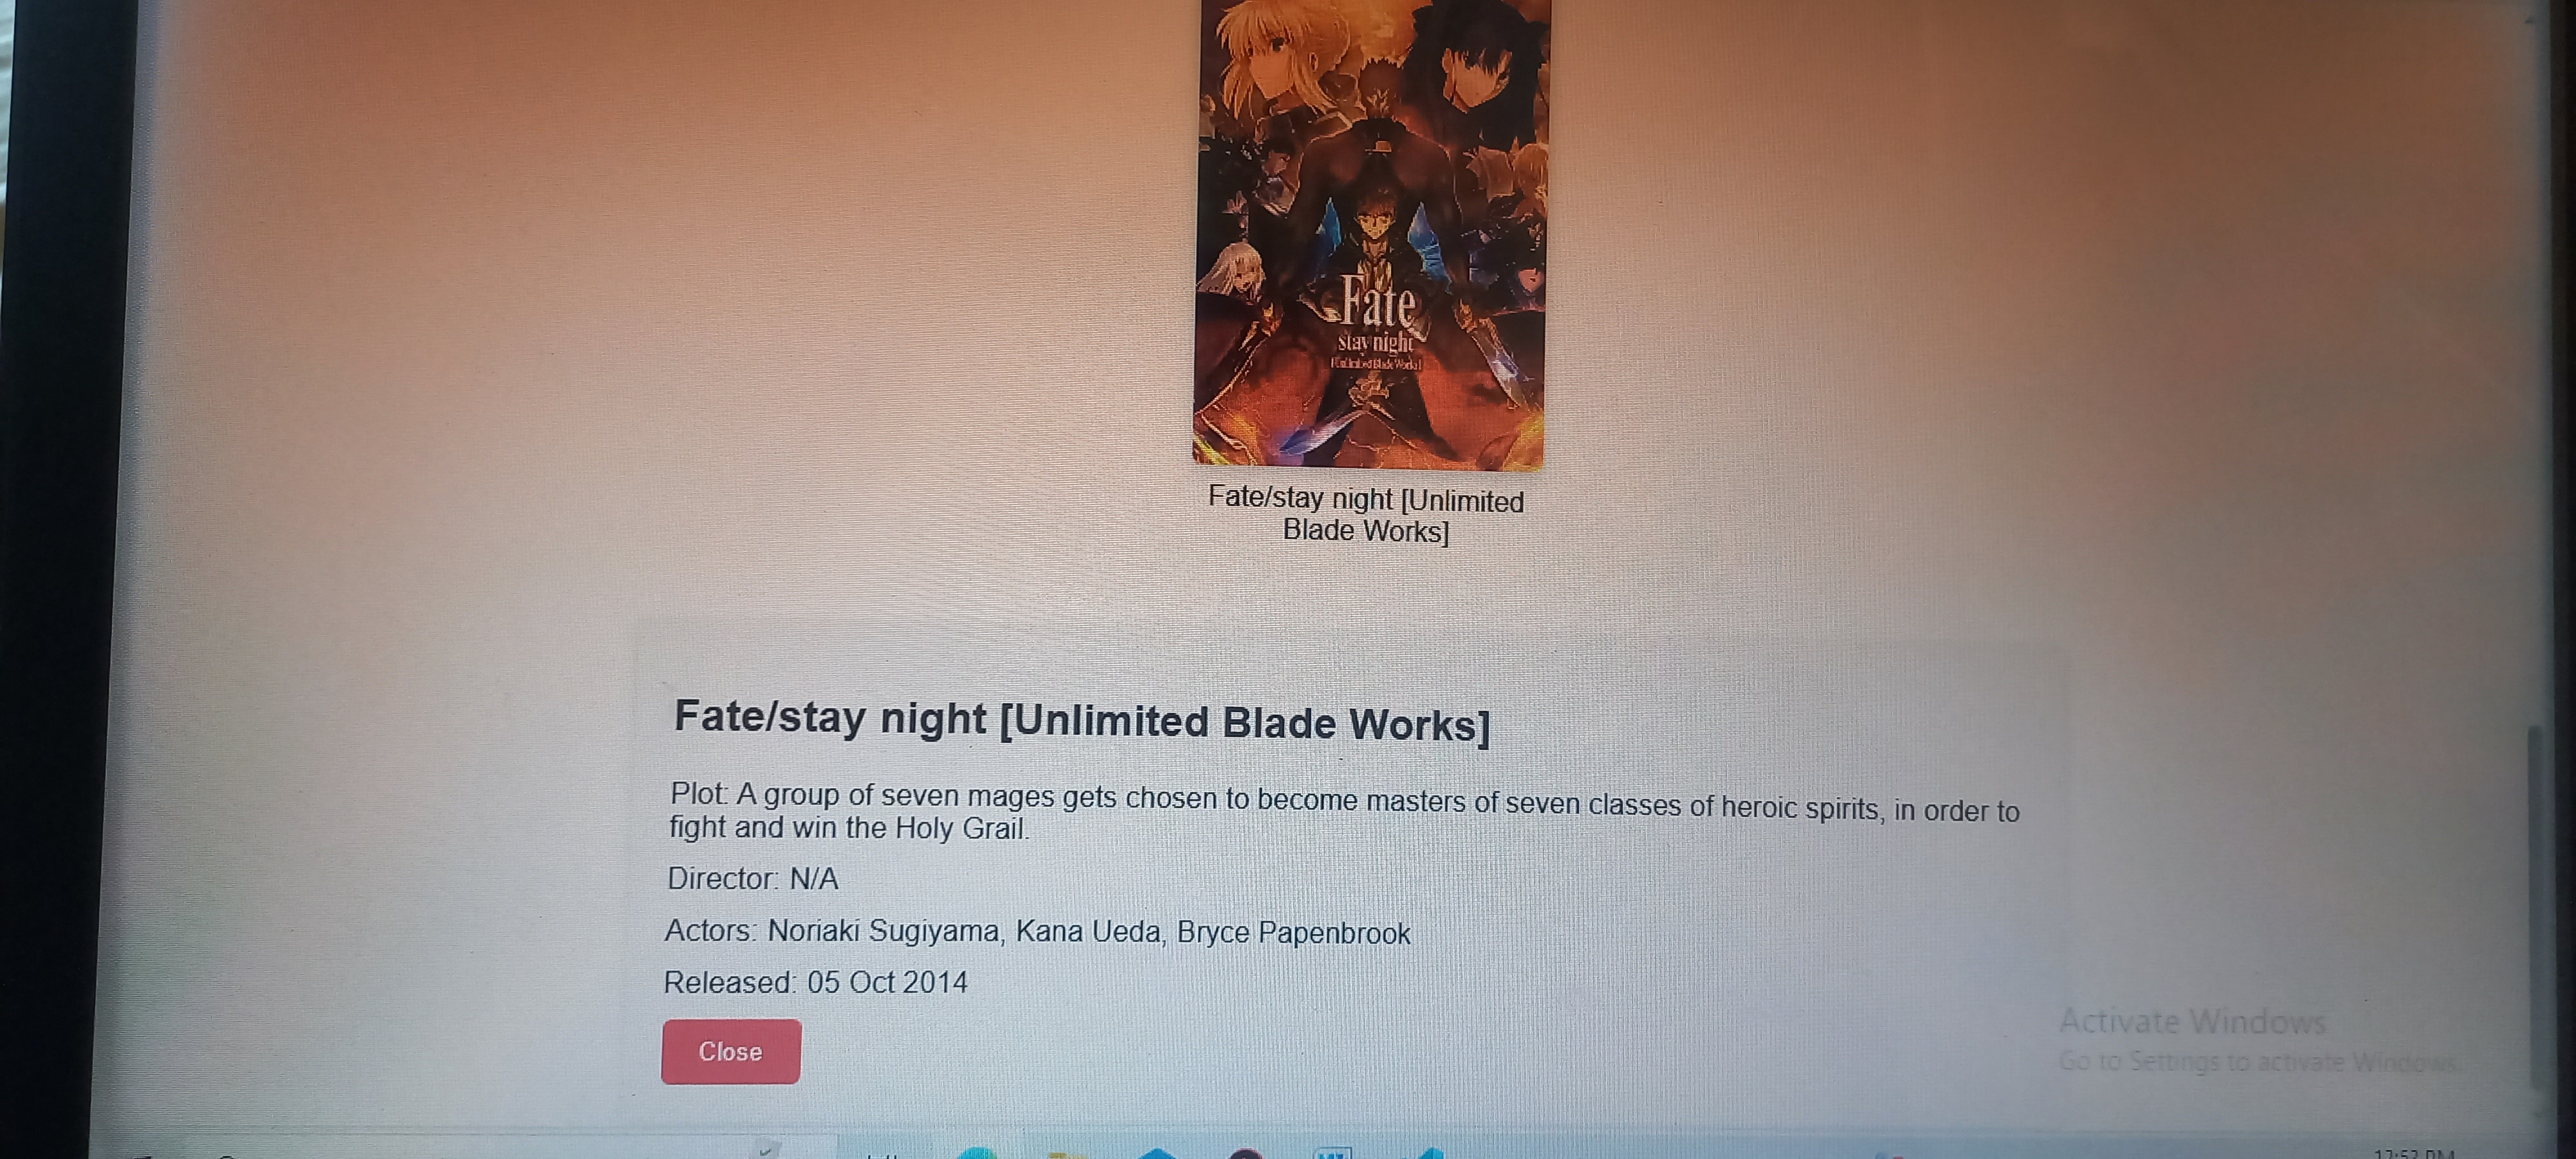 Fate
stay night
[Unlimited Blade Works]
Fate/stay night [Unlimited
Blade Works]
Fate/stay night [Unlimited Blade Works]
Plot: A group of seven mages gets chosen to become masters of seven classes of heroic spirits, in order to
fight and win the Holy Grail.
Director: N/A
Actors: Noriaki Sugiyama, Kana Ueda, Bryce Papenbrook
Released: 05 Oct 2014
Close
Activate Windows
Go to Settings to activate Windows.